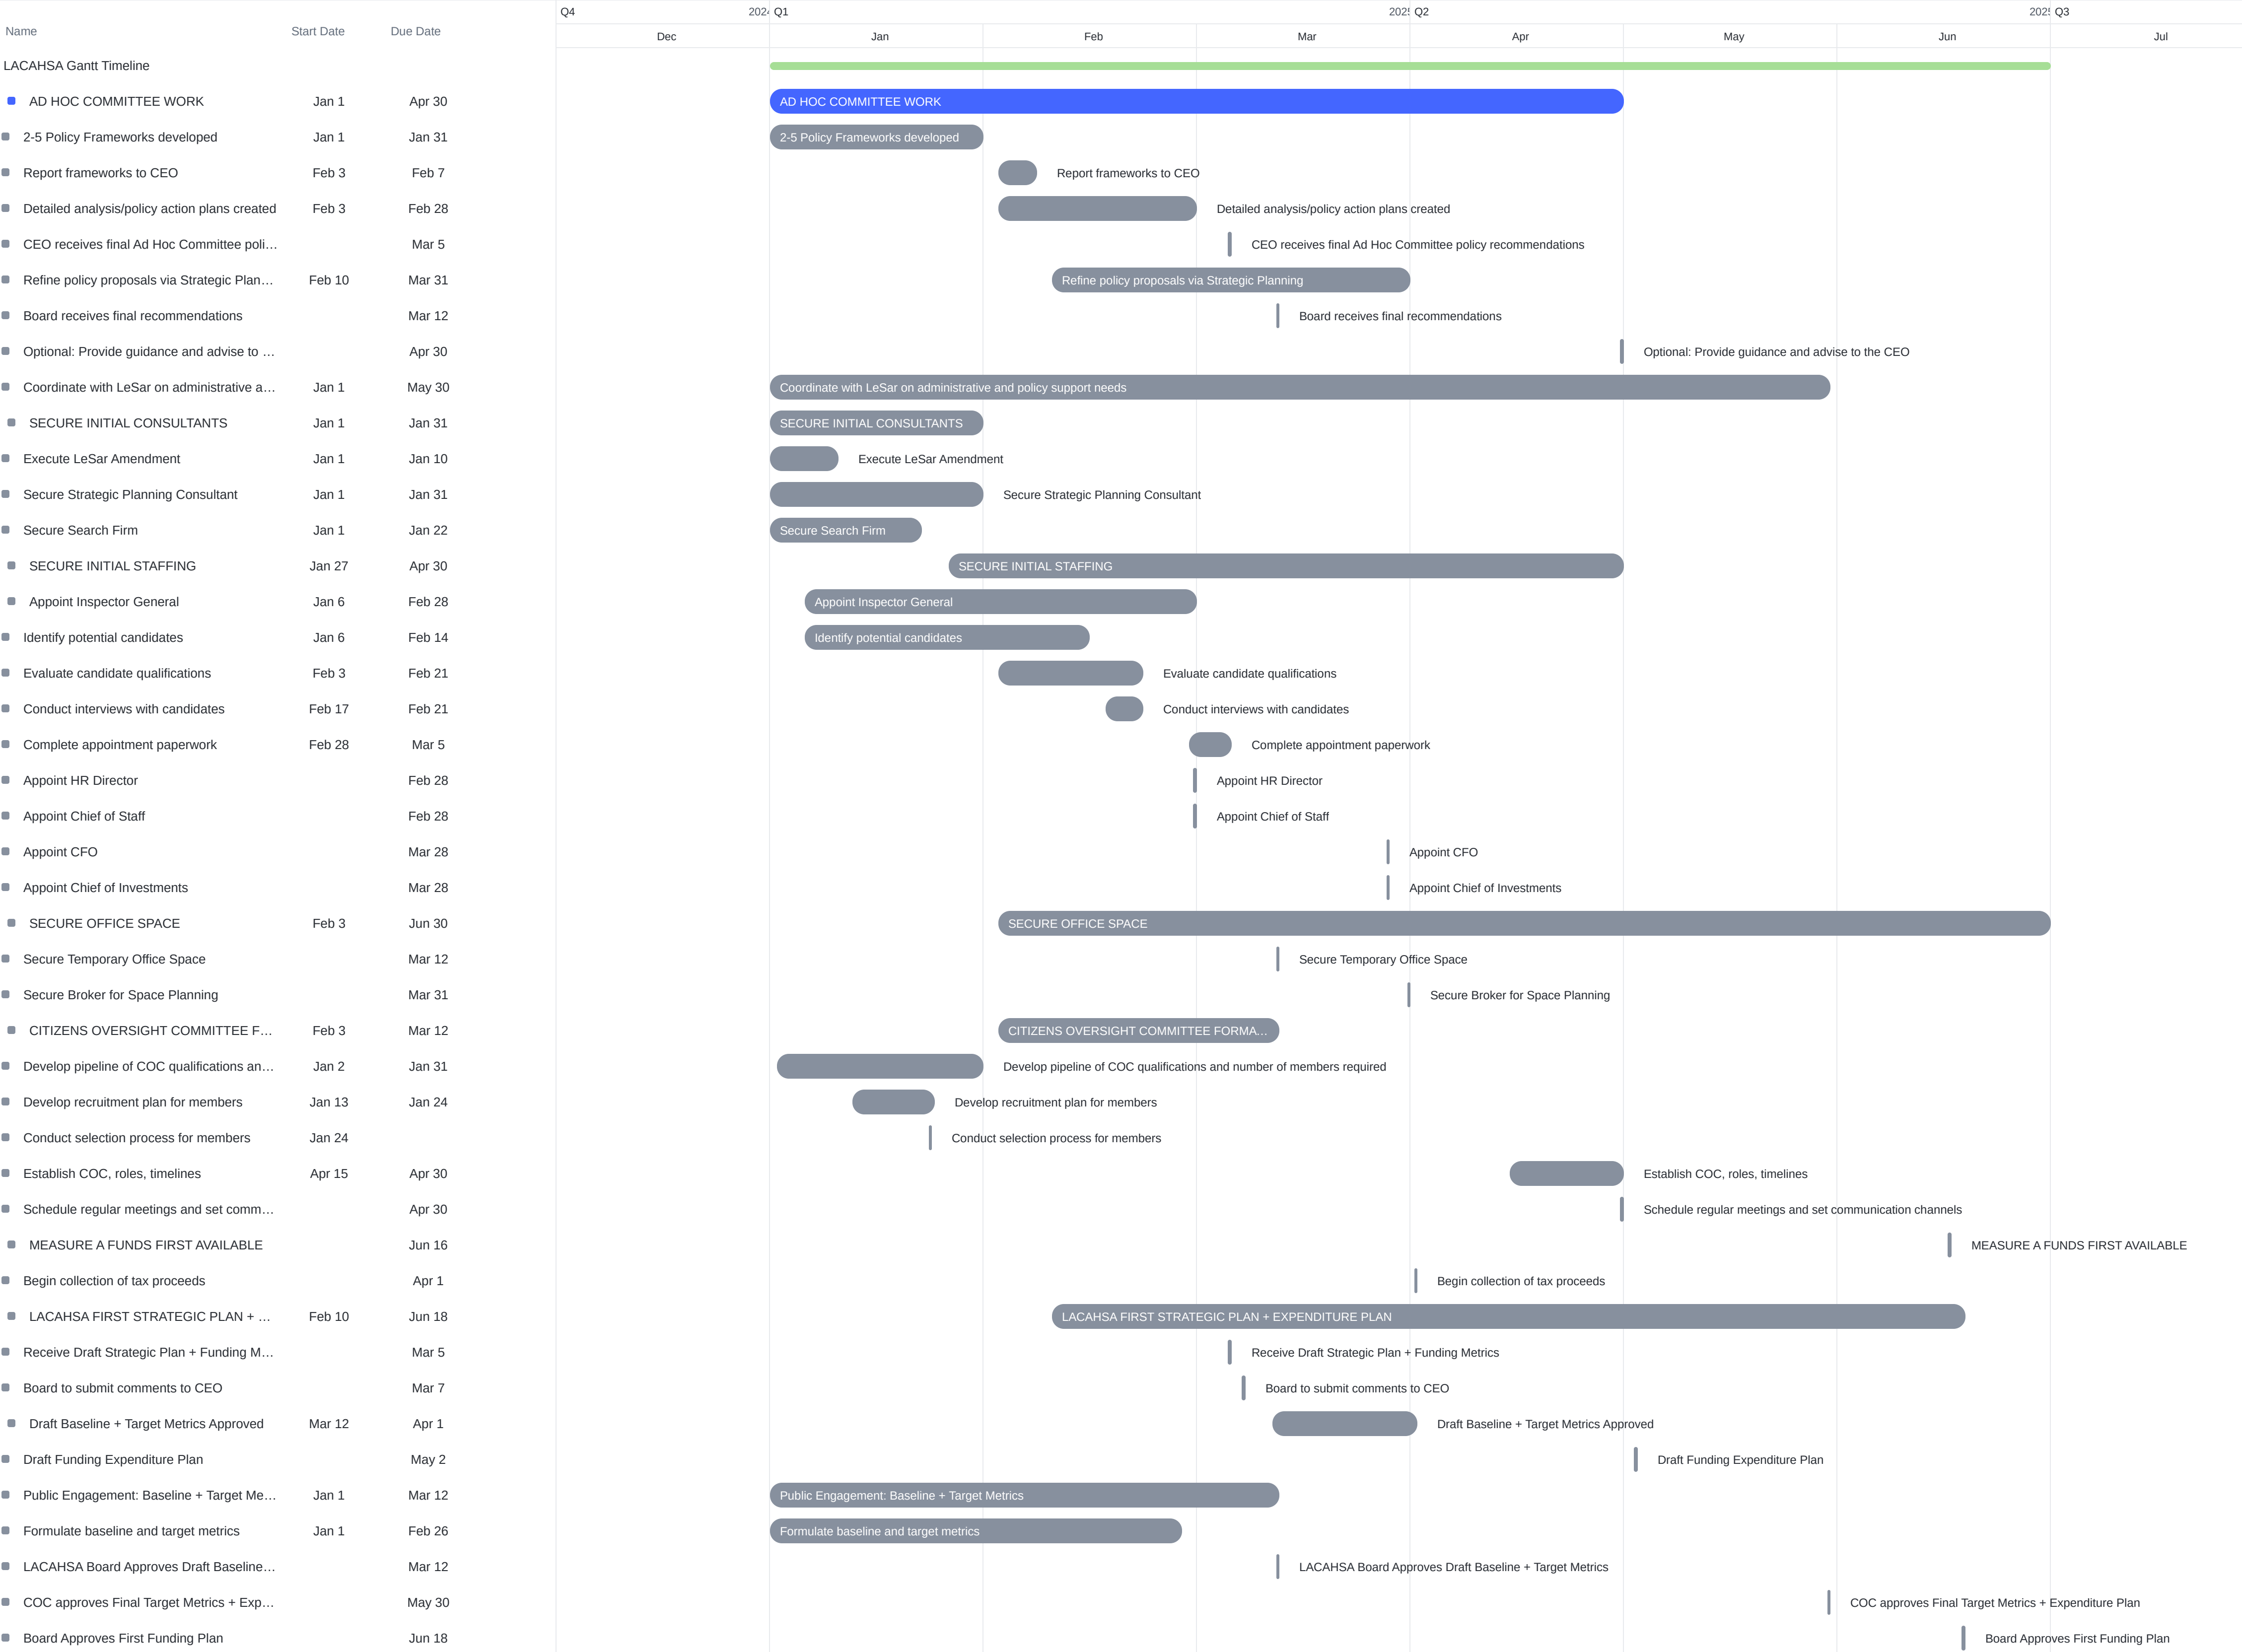 Q4 2024 Q1 2025 Q2 2025 Q3
Name Start Date Due Date Dec Jan Feb Mar Apr May Jun Jul
LACAHSA Gantt Timeline
AD HOC COMMITTEE WORK Jan 1 Apr 30 AD HOC COMMITTEE WORK
2-5 Policy Frameworks developed Jan 1 Jan 31 2-5 Policy Frameworks developed
Report frameworks to CEO Feb 3 Feb 7 Report frameworks to CEO
Detailed analysis/policy action plans created Feb 3 Feb 28 Detailed analysis/policy action plans created
CEO receives final Ad Hoc Committee poli… Mar 5 CEO receives final Ad Hoc Committee policy recommendations
Refine policy proposals via Strategic Plan… Feb 10 Mar 31 Refine policy proposals via Strategic Planning
Board receives final recommendations Mar 12 Board receives final recommendations
Optional: Provide guidance and advise to … Apr 30 Optional: Provide guidance and advise to the CEO
Coordinate with LeSar on administrative a… Jan 1 May 30 Coordinate with LeSar on administrative and policy support needs
SECURE INITIAL CONSULTANTS Jan 1 Jan 31 SECURE INITIAL CONSULTANTS
Execute LeSar Amendment Jan 1 Jan 10 Execute LeSar Amendment
Secure Strategic Planning Consultant Jan 1 Jan 31 Secure Strategic Planning Consultant
Secure Search Firm Jan 1 Jan 22 Secure Search Firm
SECURE INITIAL STAFFING Jan 27 Apr 30 SECURE INITIAL STAFFING
Appoint Inspector General Jan 6 Feb 28 Appoint Inspector General
Identify potential candidates Jan 6 Feb 14 Identify potential candidates
Evaluate candidate qualifications Feb 3 Feb 21 Evaluate candidate qualifications
Conduct interviews with candidates Feb 17 Feb 21 Conduct interviews with candidates
Complete appointment paperwork Feb 28 Mar 5 Complete appointment paperwork
Appoint HR Director Feb 28 Appoint HR Director
Appoint Chief of Staff Feb 28 Appoint Chief of Staff
Appoint CFO Mar 28 Appoint CFO
Appoint Chief of Investments Mar 28 Appoint Chief of Investments
SECURE OFFICE SPACE Feb 3 Jun 30 SECURE OFFICE SPACE
Secure Temporary Office Space Mar 12 Secure Temporary Office Space
Secure Broker for Space Planning Mar 31 Secure Broker for Space Planning
CITIZENS OVERSIGHT COMMITTEE F… Feb 3 Mar 12 CITIZENS OVERSIGHT COMMITTEE FORMA…
Develop pipeline of COC qualifications an… Jan 2 Jan 31 Develop pipeline of COC qualifications and number of members required
Develop recruitment plan for members Jan 13 Jan 24 Develop recruitment plan for members
Conduct selection process for members Jan 24 Conduct selection process for members
Establish COC, roles, timelines Apr 15 Apr 30 Establish COC, roles, timelines
Schedule regular meetings and set comm… Apr 30 Schedule regular meetings and set communication channels
MEASURE A FUNDS FIRST AVAILABLE Jun 16 MEASURE A FUNDS FIRST AVAILABLE
Begin collection of tax proceeds Apr 1 Begin collection of tax proceeds
LACAHSA FIRST STRATEGIC PLAN + … Feb 10 Jun 18 LACAHSA FIRST STRATEGIC PLAN + EXPENDITURE PLAN
Receive Draft Strategic Plan + Funding M… Mar 5 Receive Draft Strategic Plan + Funding Metrics
Board to submit comments to CEO Mar 7 Board to submit comments to CEO
Draft Baseline + Target Metrics Approved Mar 12 Apr 1 Draft Baseline + Target Metrics Approved
Draft Funding Expenditure Plan May 2 Draft Funding Expenditure Plan
Public Engagement: Baseline + Target Me… Jan 1 Mar 12 Public Engagement: Baseline + Target Metrics
Formulate baseline and target metrics Jan 1 Feb 26 Formulate baseline and target metrics
LACAHSA Board Approves Draft Baseline… Mar 12 LACAHSA Board Approves Draft Baseline + Target Metrics
COC approves Final Target Metrics + Exp… May 30 COC approves Final Target Metrics + Expenditure Plan
Board Approves First Funding Plan Jun 18 Board Approves First Funding Plan